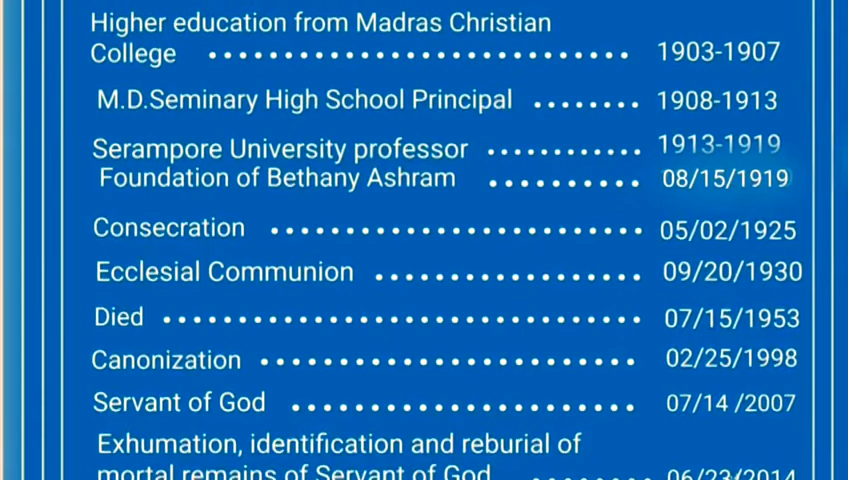 Higher education from Madras Christian
College ............................ 1903-1907
M.D.Seminary High School Principal ........ 1908-1913
Serampore University professor ............ 1913-1919
Foundation of Bethany Ashram .......... 08/15/1919
Consecration ......................... 05/02/1925
Ecclesial Communion .................. 09/20/1930
Died ................................ 07/15/1953
Canonization ......................... 02/25/1998
Servant of God ....................... 07/14 /2007
Exhumation, identification and reburial of
mortal remains of Servant of God ........ 06/23/2014